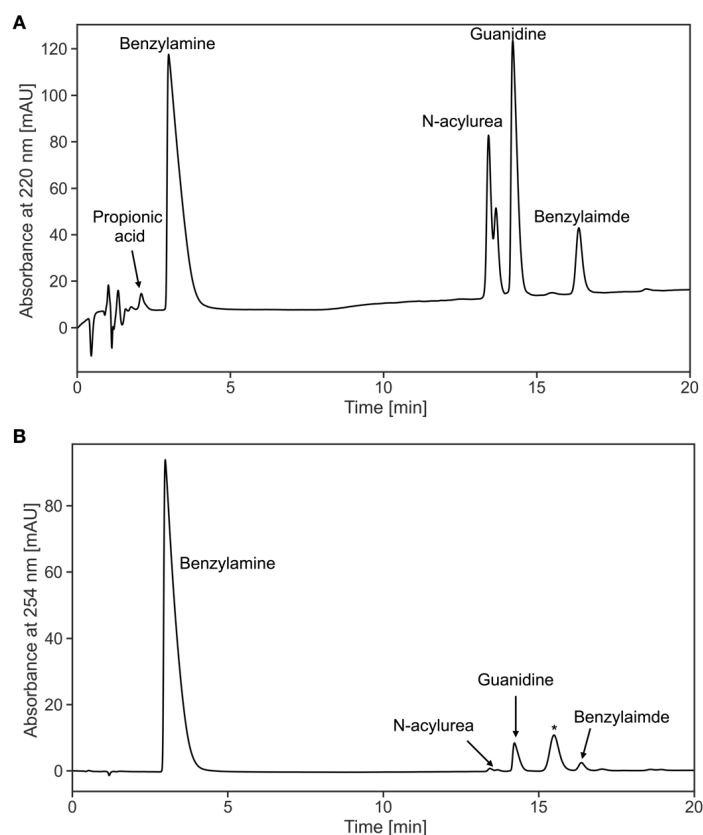 A
Absorbance at 220 nm [mAU]
120
100
80
60
40
20
0
Benzylamine
Propionic
acid
N-acylurea
Guanidine
Benzylaimde
0 5 10 15 20
Time [min]
B
Absorbance at 254 nm [mAU]
80
60
40
20
0
Benzylamine
N-acylurea
Guanidine
*
Benzylaimde
0 5 10 15 20
Time [min]